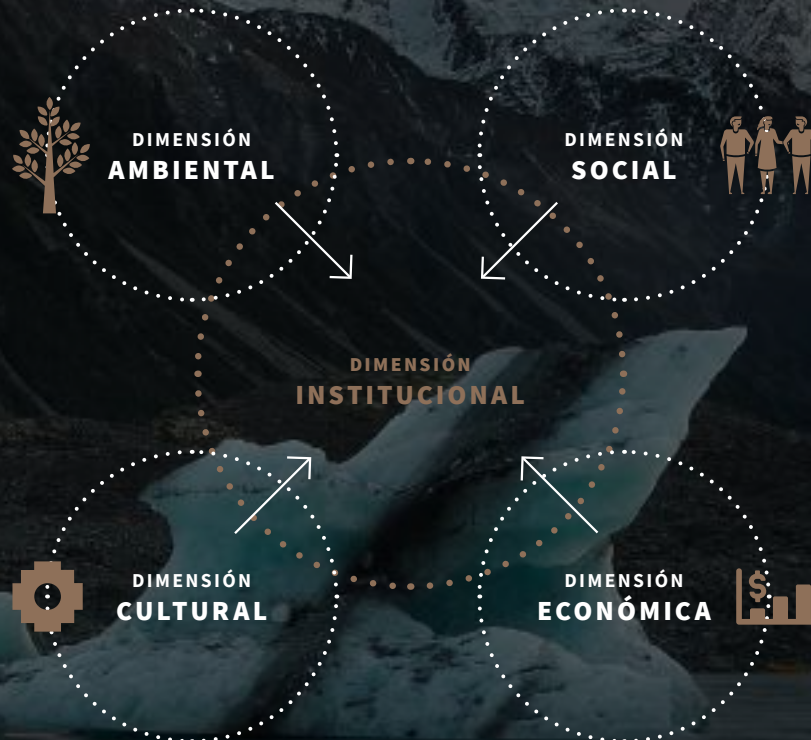 DIMENSIÓN
AMBIENTAL
DIMENSIÓN
SOCIAL
DIMENSIÓN
INSTITUCIONAL
DIMENSIÓN
CULTURAL
DIMENSIÓN
ECONÓMICA
$